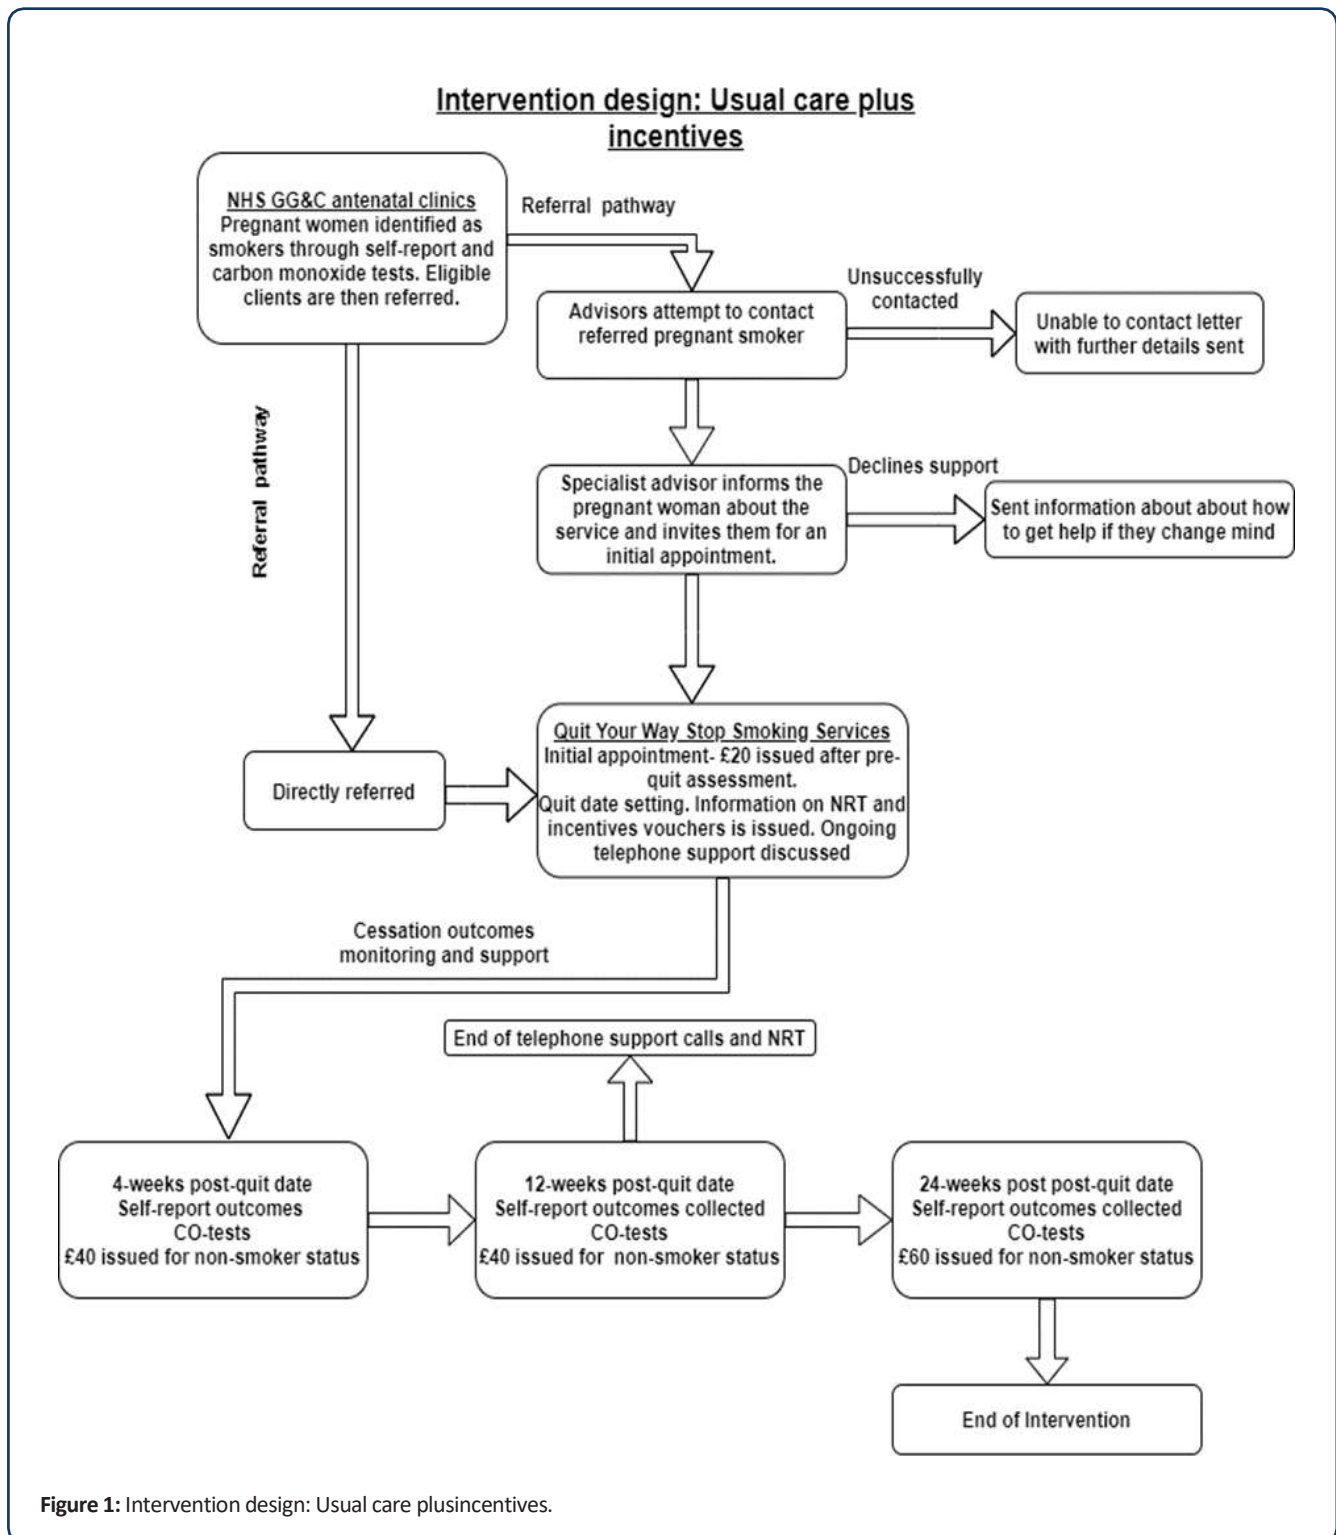 Intervention design: Usual care plus
incentives
NHS GG&C antenatal clinics
Pregnant women identified as
smokers through self-report and
carbon monoxide tests. Eligible
clients are then referred.
Referral pathway
Advisors attempt to contact
referred pregnant smoker
Unsuccessfully
contacted
Unable to contact letter
with further details sent
Referral pathway
Specialist advisor informs the
pregnant woman about the
service and invites them for an
initial appointment.
Declines support
Sent information about about how
to get help if they change mind
Directly referred
Quit Your Way Stop Smoking Services
Initial appointment- £20 issued after pre-
quit assessment.
Quit date setting. Information on NRT and
incentives vouchers is issued. Ongoing
telephone support discussed
Cessation outcomes
monitoring and support
End of telephone support calls and NRT
4-weeks post-quit date
Self-report outcomes
CO-tests
£40 issued for non-smoker status
12-weeks post-quit date
Self-report outcomes collected
CO-tests
£40 issued for non-smoker status
24-weeks post post-quit date
Self-report outcomes collected
CO-tests
£60 issued for non-smoker status
End of Intervention
Figure 1: Intervention design: Usual care plusincentives.